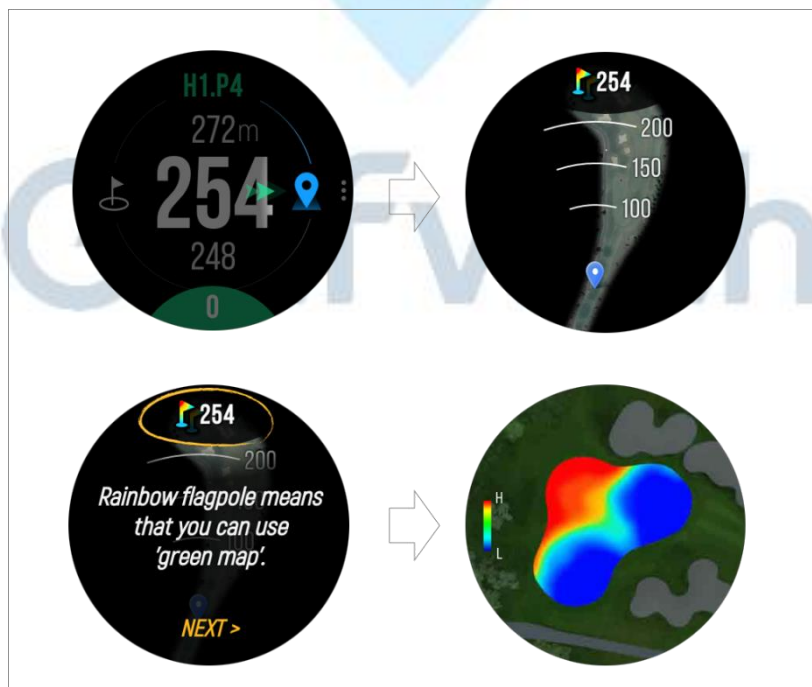 H1.P4
272m
254
248
0
254
200
150
100
254
200
Rainbow flagpole means
that you can use
'green map'.
NEXT >
H
L